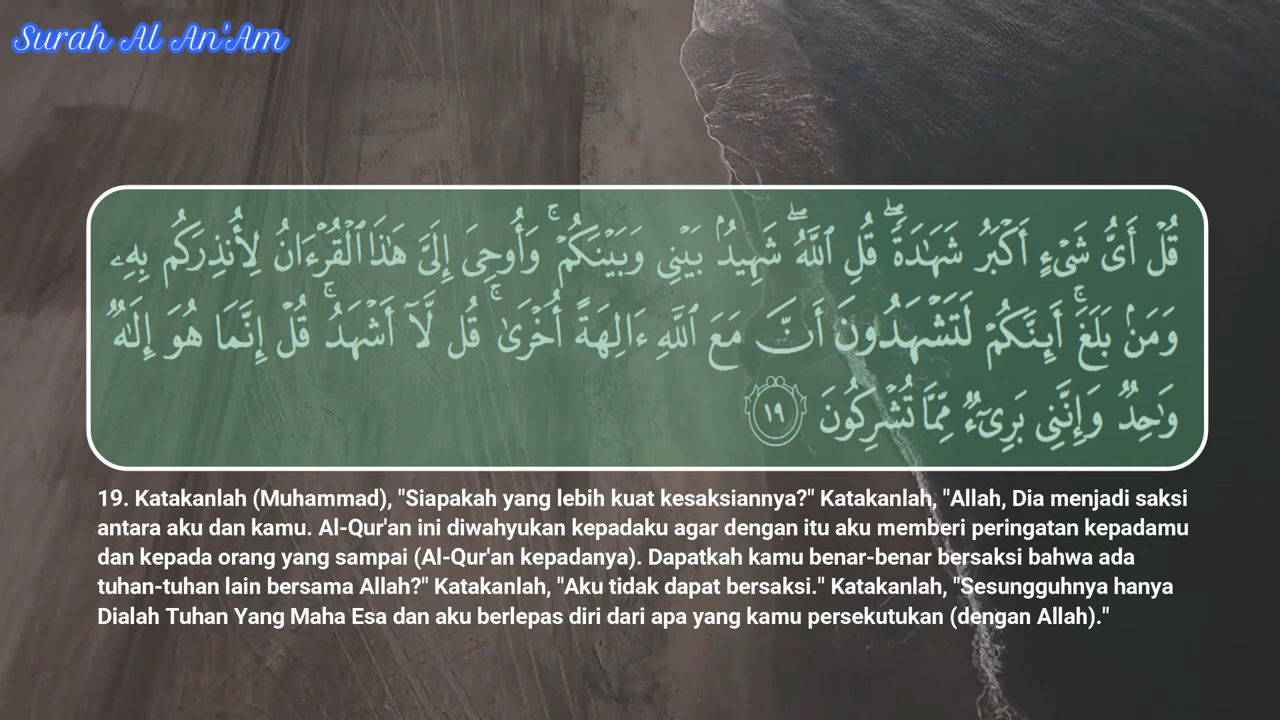 Surah Al An'Am
قُلْ أَىُّ شَىْءٍ أَكْبَرُ شَهَٰدَةًۖ قُلِ ٱللَّهُۖ شَهِيدٌۢ بَيْنِى وَبَيْنَكُمْۚ وَأُوحِىَ إِلَىَّ هَٰذَا ٱلْقُرْءَانُ لِأُنذِرَكُم بِهِۦ
وَمَنۢ بَلَغَۚ أَئِنَّكُمْ لَتَشْهَدُونَ أَنَّ مَعَ ٱللَّهِ ءَالِهَةً أُخْرَىٰۚ قُل لَّآ أَشْهَدُۚ قُلْ إِنَّمَا هُوَ إِلَٰهٌ
وَٰحِدٌ وَإِنَّنِى بَرِىٓءٌ مِّمَّا تُشْرِكُونَ ١٩
19. Katakanlah (Muhammad), "Siapakah yang lebih kuat kesaksiannya?" Katakanlah, "Allah, Dia menjadi saksi
antara aku dan kamu. Al-Qur'an ini diwahyukan kepadaku agar dengan itu aku memberi peringatan kepadamu
dan kepada orang yang sampai (Al-Qur'an kepadanya). Dapatkah kamu benar-benar bersaksi bahwa ada
tuhan-tuhan lain bersama Allah?" Katakanlah, "Aku tidak dapat bersaksi." Katakanlah, "Sesungguhnya hanya
Dialah Tuhan Yang Maha Esa dan aku berlepas diri dari apa yang kamu persekutukan (dengan Allah)."